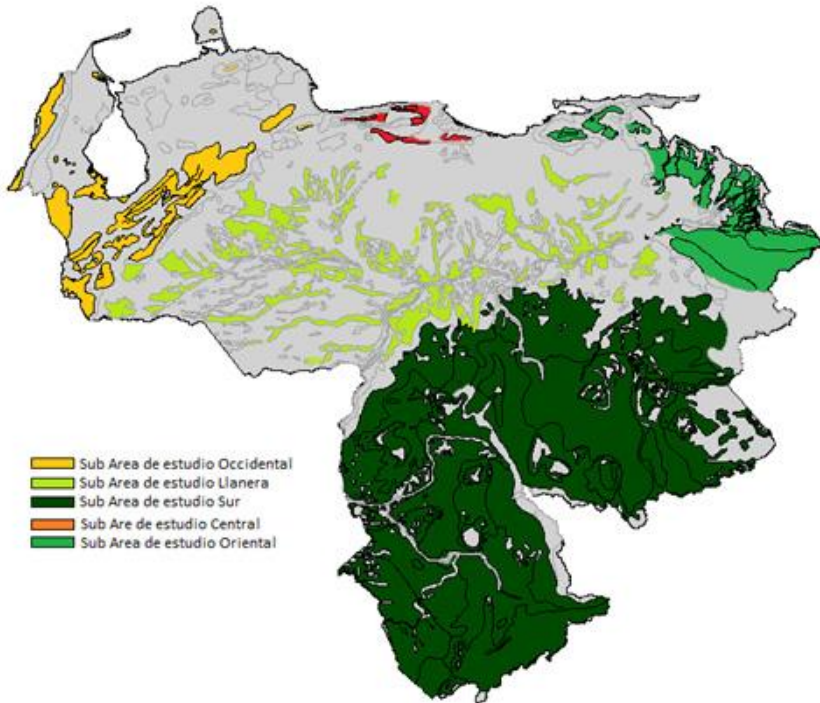 Sub Area de estudio Occidental
Sub Area de estudio Llanera
Sub Area de estudio Sur
Sub Are de estudio Central
Sub Area de estudio Oriental